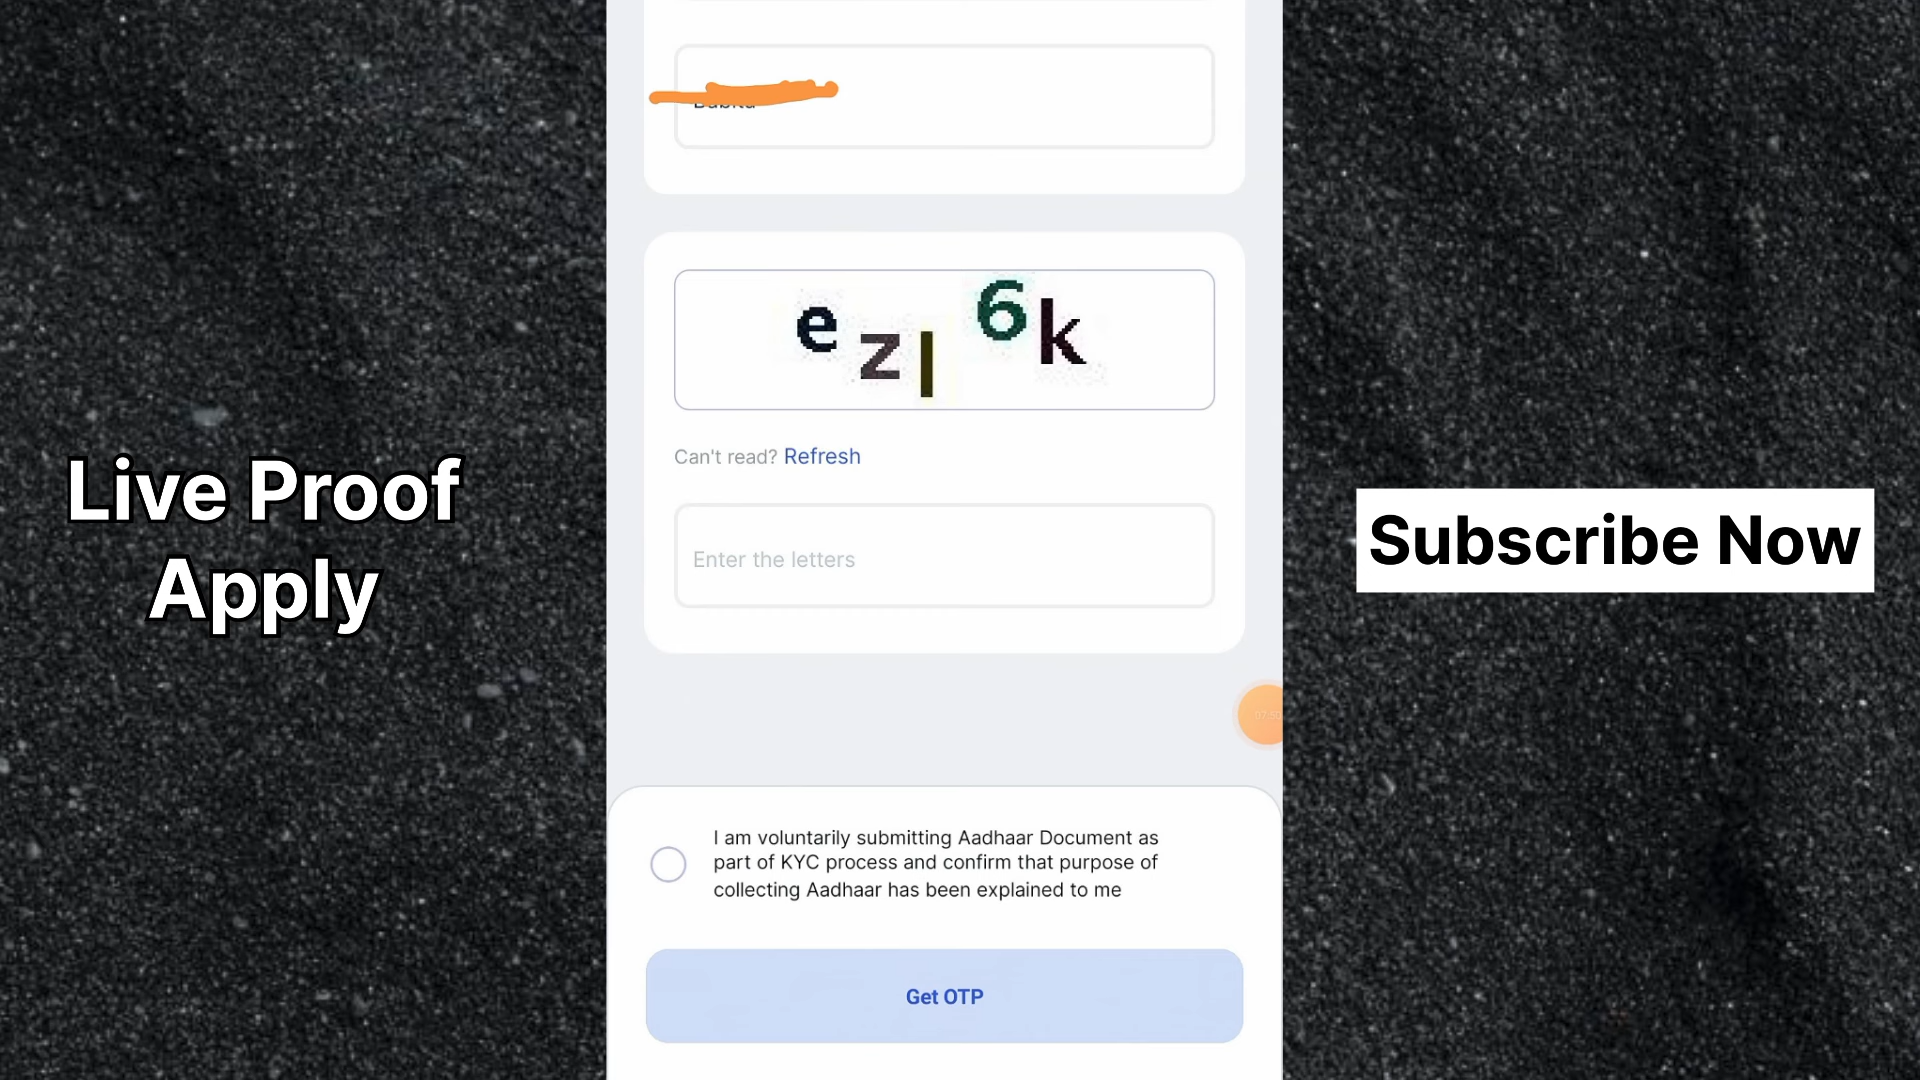 ezl6k
Can't read? Refresh
Enter the letters
Live Proof
Apply
Subscribe Now
I am voluntarily submitting Aadhaar Document as
part of KYC process and confirm that purpose of
collecting Aadhaar has been explained to me
Get OTP